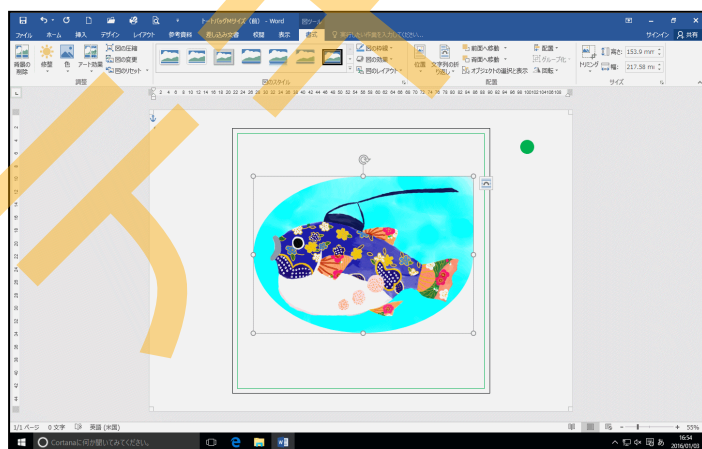 トートバッグMサイズ（前） - Word 図ツール
ファイル ホーム 挿入 デザイン レイアウト 参考資料 差し込み文書 校閲 表示 書式 サインイン 共有
背景の削除 修整 色 アート効果 図の圧縮 図の変更 図のリセット
図の枠線 図の効果 図のレイアウト
位置 文字列の折り返し 前面へ移動 背面へ移動 オブジェクトの選択と表示 配置 グループ化 回転
トリミング 高さ: 153.9 mm 幅: 217.58 mi
調整 図のスタイル 配置 サイズ
1/1 ページ 0 文字 英語 (米国) 55%
Cortanaに何か聞いてみてください。
16:54
2016/01/03